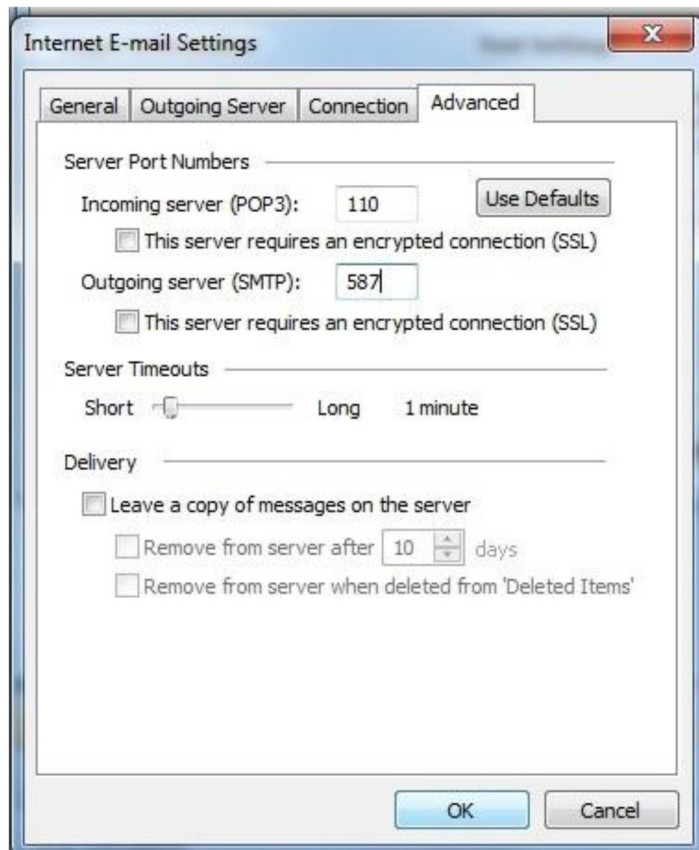 Internet E-mail Settings
General Outgoing Server Connection Advanced
Server Port Numbers
Incoming server (POP3): 110 Use Defaults
This server requires an encrypted connection (SSL)
Outgoing server (SMTP): 587
This server requires an encrypted connection (SSL)
Server Timeouts
Short Long 1 minute
Delivery
Leave a copy of messages on the server
Remove from server after 10 days
Remove from server when deleted from 'Deleted Items'
OK Cancel